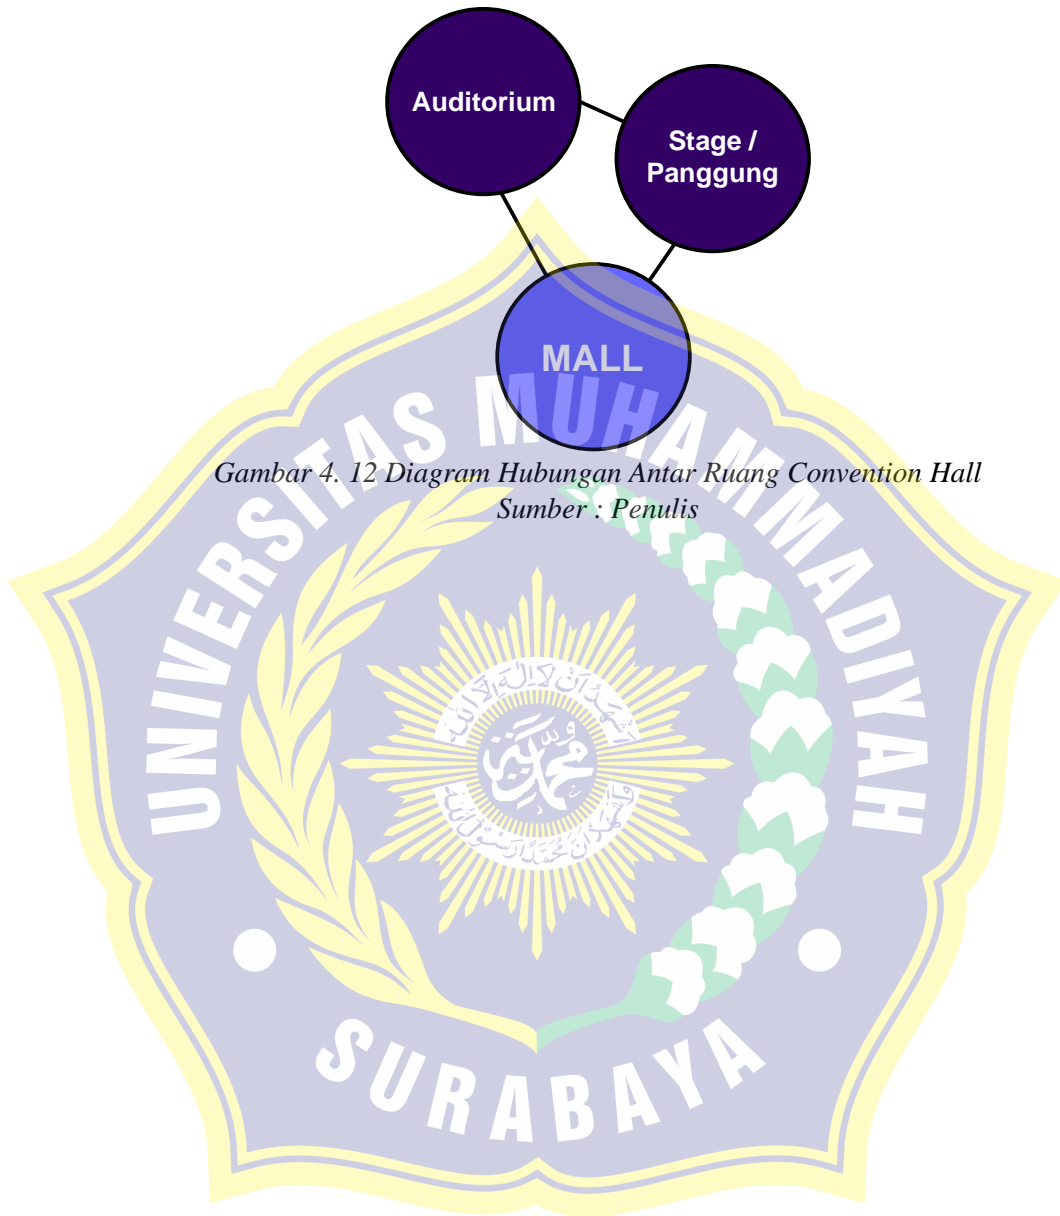 Auditorium
Stage /
Panggung
MALL
Gambar 4. 12 Diagram Hubungan Antar Ruang Convention Hall
Sumber : Penulis
UNIVERSITAS MUHAMMADIYAH
SURABAYA